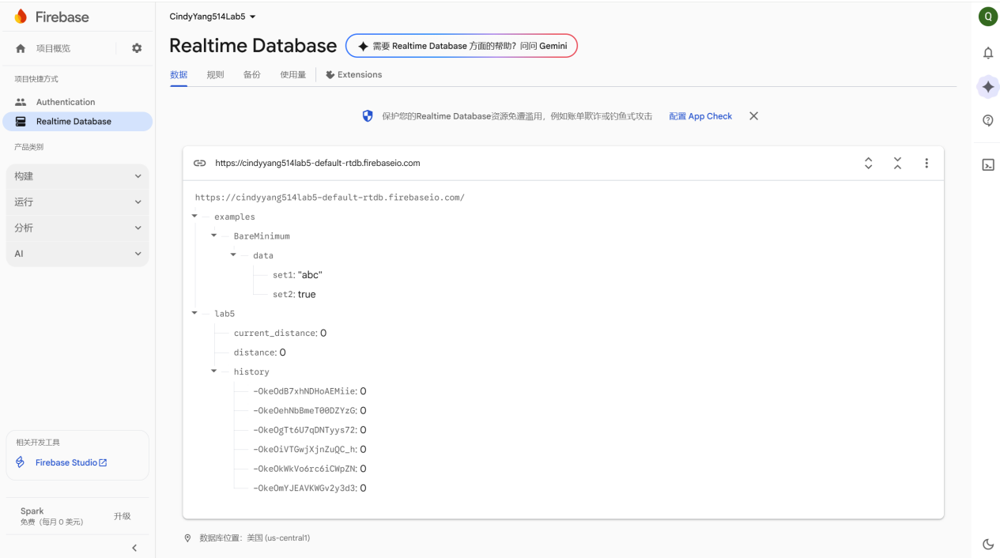 Firebase
CindyYang514Lab5
Q
项目概览
Realtime Database
需要 Realtime Database 方面的帮助？问问 Gemini
项目快捷方式
数据 规则 备份 使用量 Extensions
Authentication
Realtime Database
保护您的Realtime Database资源免遭滥用，例如账单欺诈或钓鱼式攻击 配置 App Check
产品类别
构建
运行
分析
AI
https://cindyyang514lab5-default-rtdb.firebaseio.com
https://cindyyang514lab5-default-rtdb.firebaseio.com/
examples
BareMinimum
data
set1: "abc"
set2: true
lab5
current_distance: 0
distance: 0
history
-OkeOdB7xhNDHoAEMiie: 0
-OkeOehNbBmeT00DZYzG: 0
-OkeOgTt6U7qDNTyys72: 0
-OkeOiVTGwjXjnZuQC_h: 0
-OkeOkWkVo6rc6iCWpZN: 0
-OkeOmYJEAVKWGv2y3d3: 0
相关开发工具
Firebase Studio
Spark
免费（每月 0 美元）
升级
数据库位置：美国 (us-central1)